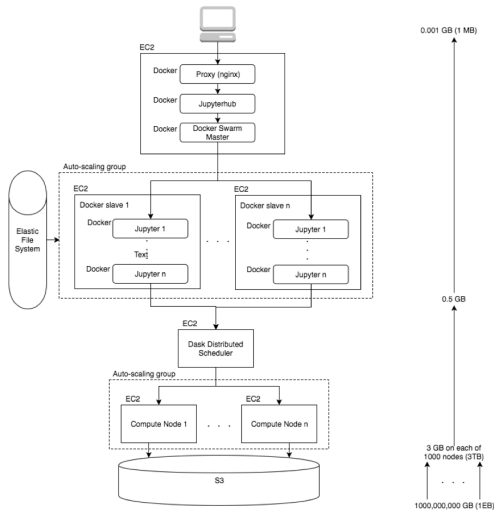 0.001 GB (1 MB)
EC2
Docker
Proxy (nginx)
Docker
Jupyterhub
Docker
Docker Swarm
Master
Auto-scaling group
EC2
Docker slave 1
Docker
Jupyter 1
Text
Docker
Jupyter n
. . .
EC2
Docker slave n
Docker
Jupyter 1
Docker
Jupyter n
Elastic
File
System
0.5 GB
EC2
Dask Distributed
Scheduler
Auto-scaling group
EC2
Compute Node 1
. . .
EC2
Compute Node n
S3
3 GB on each of
1000 nodes (3TB)
. . .
1000,000,000 GB (1EB)